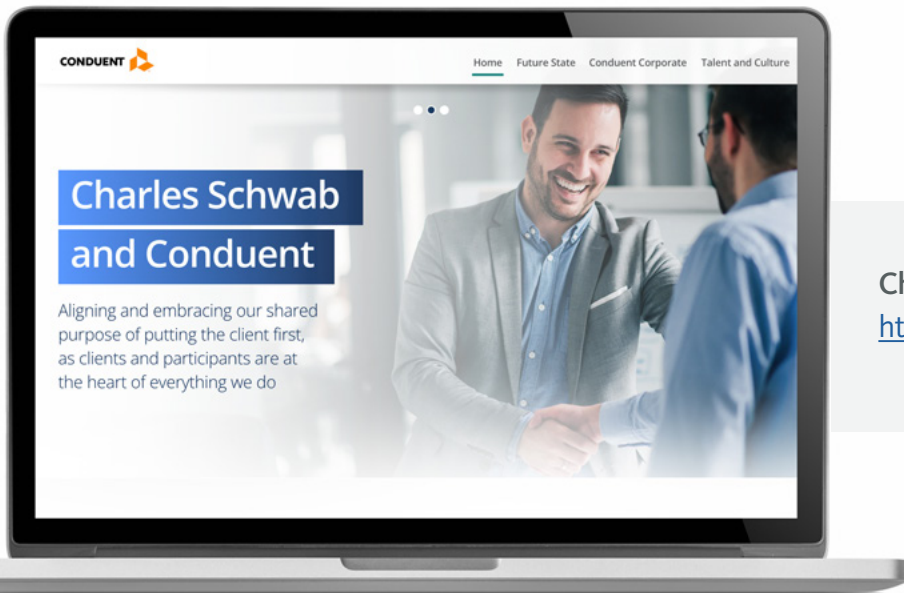 CONDUENT
Home Future State Conduent Corporate Talent and Culture
Charles Schwab
and Conduent
Aligning and embracing our shared
purpose of putting the client first,
as clients and participants are at
the heart of everything we do